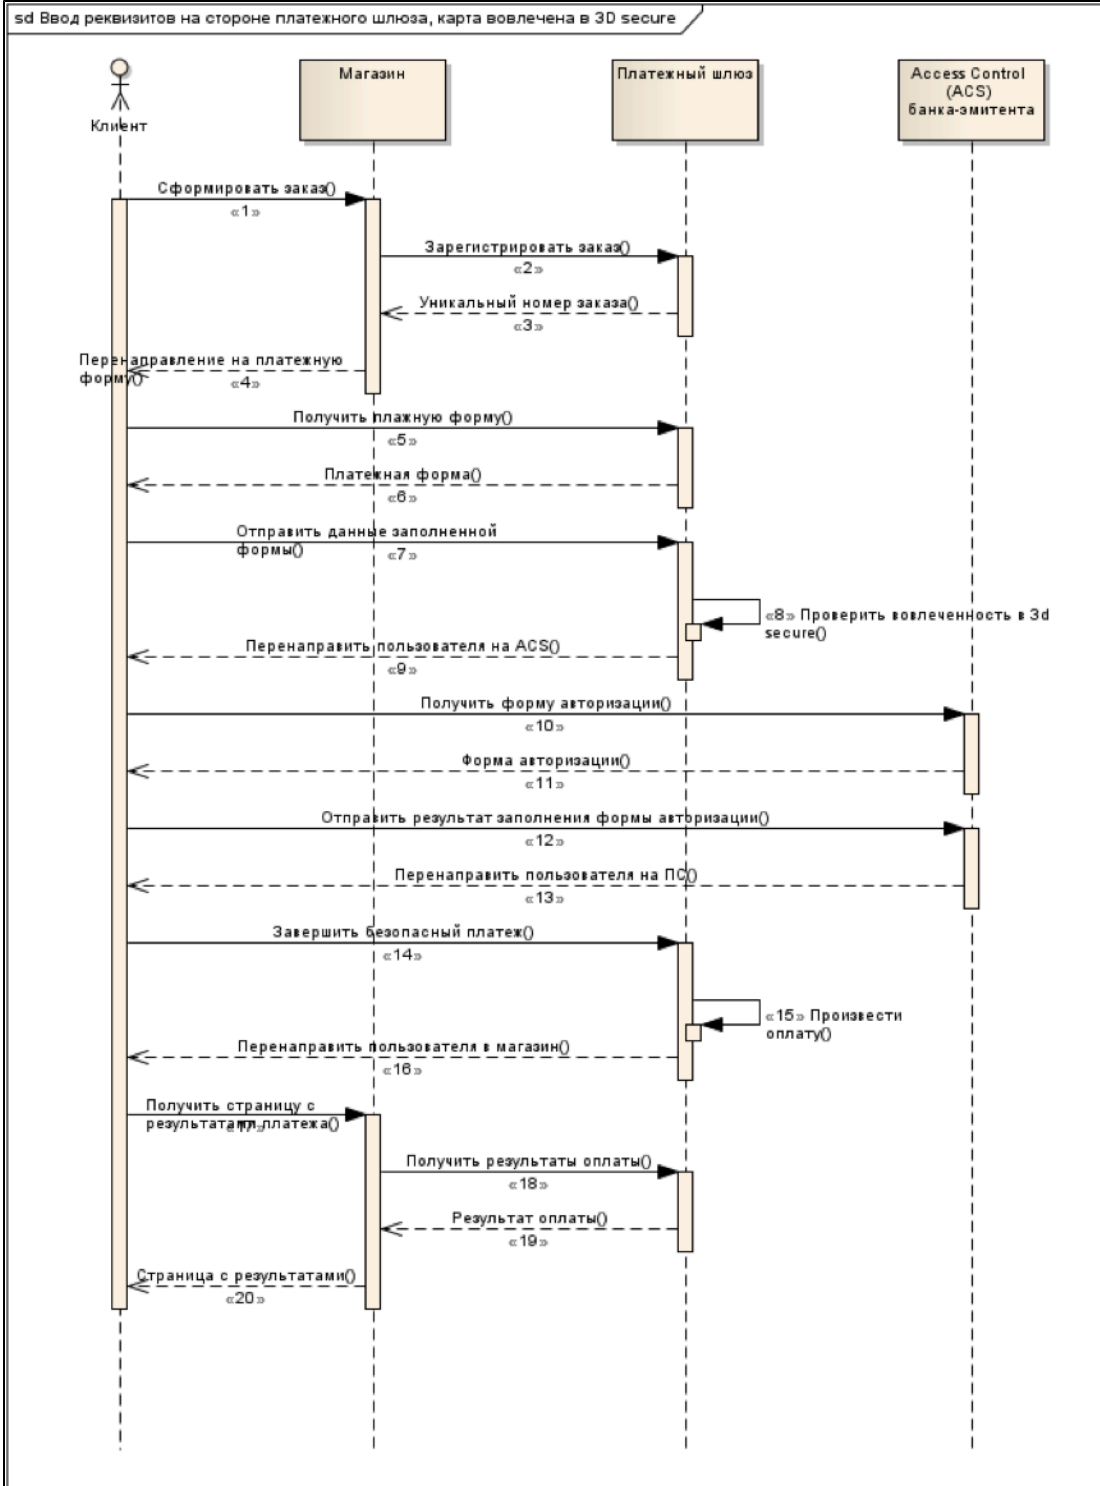 sd Ввод реквизитов на стороне платежного шлюза, карта вовлечена в 3D secure
Клиент
Магазин
Платежный шлюз
Access Control
(ACS)
банка-эмитента
Сформировать заказ()
«1»
Зарегистрировать заказ()
«2»
Уникальный номер заказа()
«3»
Перенаправление на платежную
форму()
«4»
Получить плажную форму()
«5»
Платежная форма()
«6»
Отправить данные заполненной
формы()
«7»
«8» Проверить вовлеченность в 3d
secure()
Перенаправить пользователя на ACS()
«9»
Получить форму авторизации()
«10»
Форма авторизации()
«11»
Отправить результат заполнения формы авторизации()
«12»
Перенаправить пользователя на ПС()
«13»
Завершить безопасный платеж()
«14»
«15» Произвести
оплату()
Перенаправить пользователя в магазин()
«16»
Получить страницу с
результатами платежа()
«17»
Получить результаты оплаты()
«18»
Результат оплаты()
«19»
Страница с результатами()
«20»